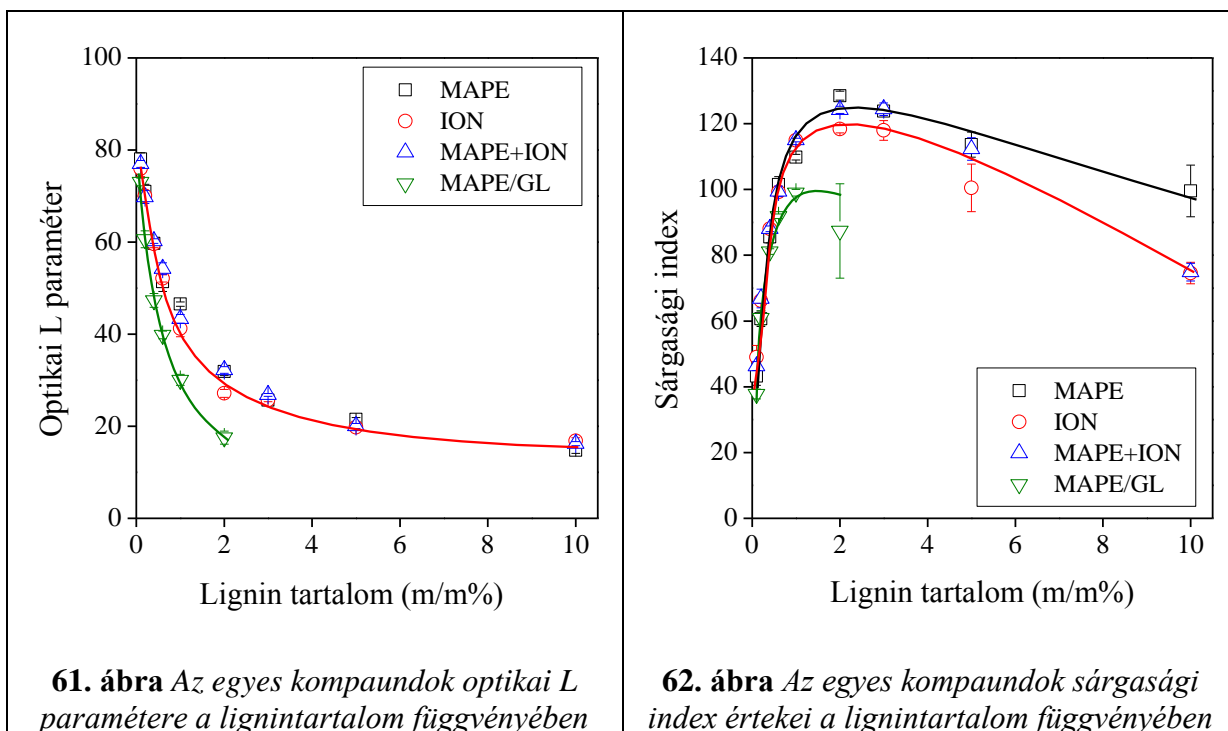 100
80
60
40
20
0
Optikai L paraméter
MAPE
ION
MAPE+ION
MAPE/GL
0 2 4 6 8 10
Lignin tartalom (m/m%)
61. ábra Az egyes kompaundok optikai L
paramétere a lignintartalom függvényében
140
120
100
80
60
40
20
0
Sárgasági index
MAPE
ION
MAPE+ION
MAPE/GL
0 2 4 6 8 10
Lignin tartalom (m/m%)
62. ábra Az egyes kompaundok sárgasági
index értekei a lignintartalom függvényében